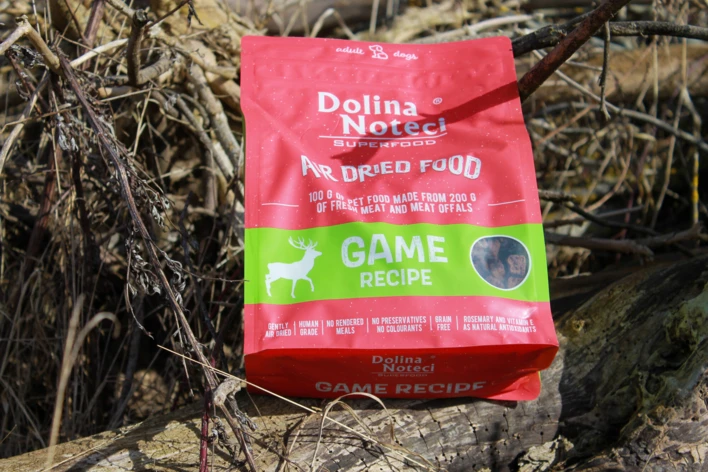 adult dogs
Dolina ®
Noteci
SUPERFOOD
AIR DRIED FOOD
100 G OF PET FOOD MADE FROM 200 G
OF FRESH MEAT AND MEAT OFFALS
GAME
RECIPE
GENTLY AIR DRIED | HUMAN GRADE | NO RENDERED MEALS | NO PRESERVATIVES NO COLOURANTS | BRAIN FREE | ROSEMARY AND VITAMIN E AS NATURAL ANTIOXIDANTS
Dolina
Noteci
SUPERFOOD
GAME RECIPE